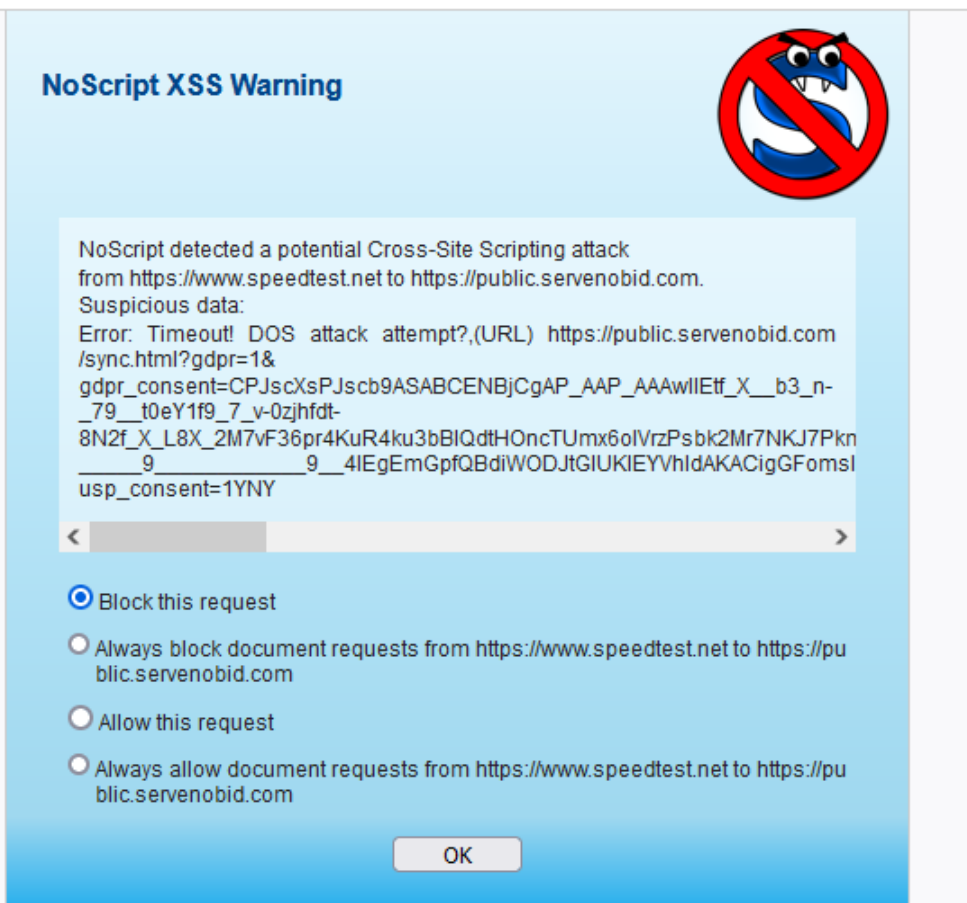 NoScript XSS Warning
NoScript detected a potential Cross-Site Scripting attack
from https://www.speedtest.net to https://public.servenobid.com.
Suspicious data:
Error: Timeout! DOS attack attempt?,(URL) https://public.servenobid.com
/sync.html?gdpr=1&
gdpr_consent=CPJscXsPJscb9ASABCENBjCgAP_AAP_AAAwIIEtf_X__b3_n-
_79__t0eY1f9_7_v-0zjhfdt-
8N2f_X_L8X_2M7vF36pr4KuR4ku3bBIQdtHOncTUmx6olVrzPsbk2Mr7NKJ7Pkn
_____9____________9__4IEgEmGpfQBdiWODJtGlUKIEYVhIdAKACigGFomsI
usp_consent=1YNY
Block this request
Always block document requests from https://www.speedtest.net to https://pu
blic.servenobid.com
Allow this request
Always allow document requests from https://www.speedtest.net to https://pu
blic.servenobid.com
OK